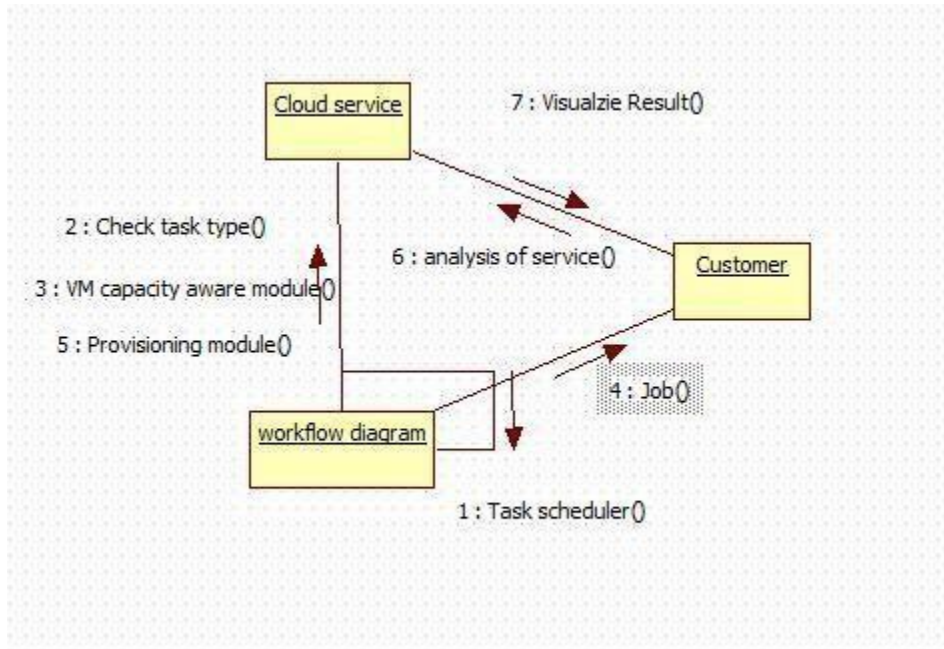 Cloud service
7 : Visualzie Result()
2 : Check task type()
6 : analysis of service()
Customer
3 : VM capacity aware module()
5 : Provisioning module()
4 : Job()
workflow diagram
1 : Task scheduler()